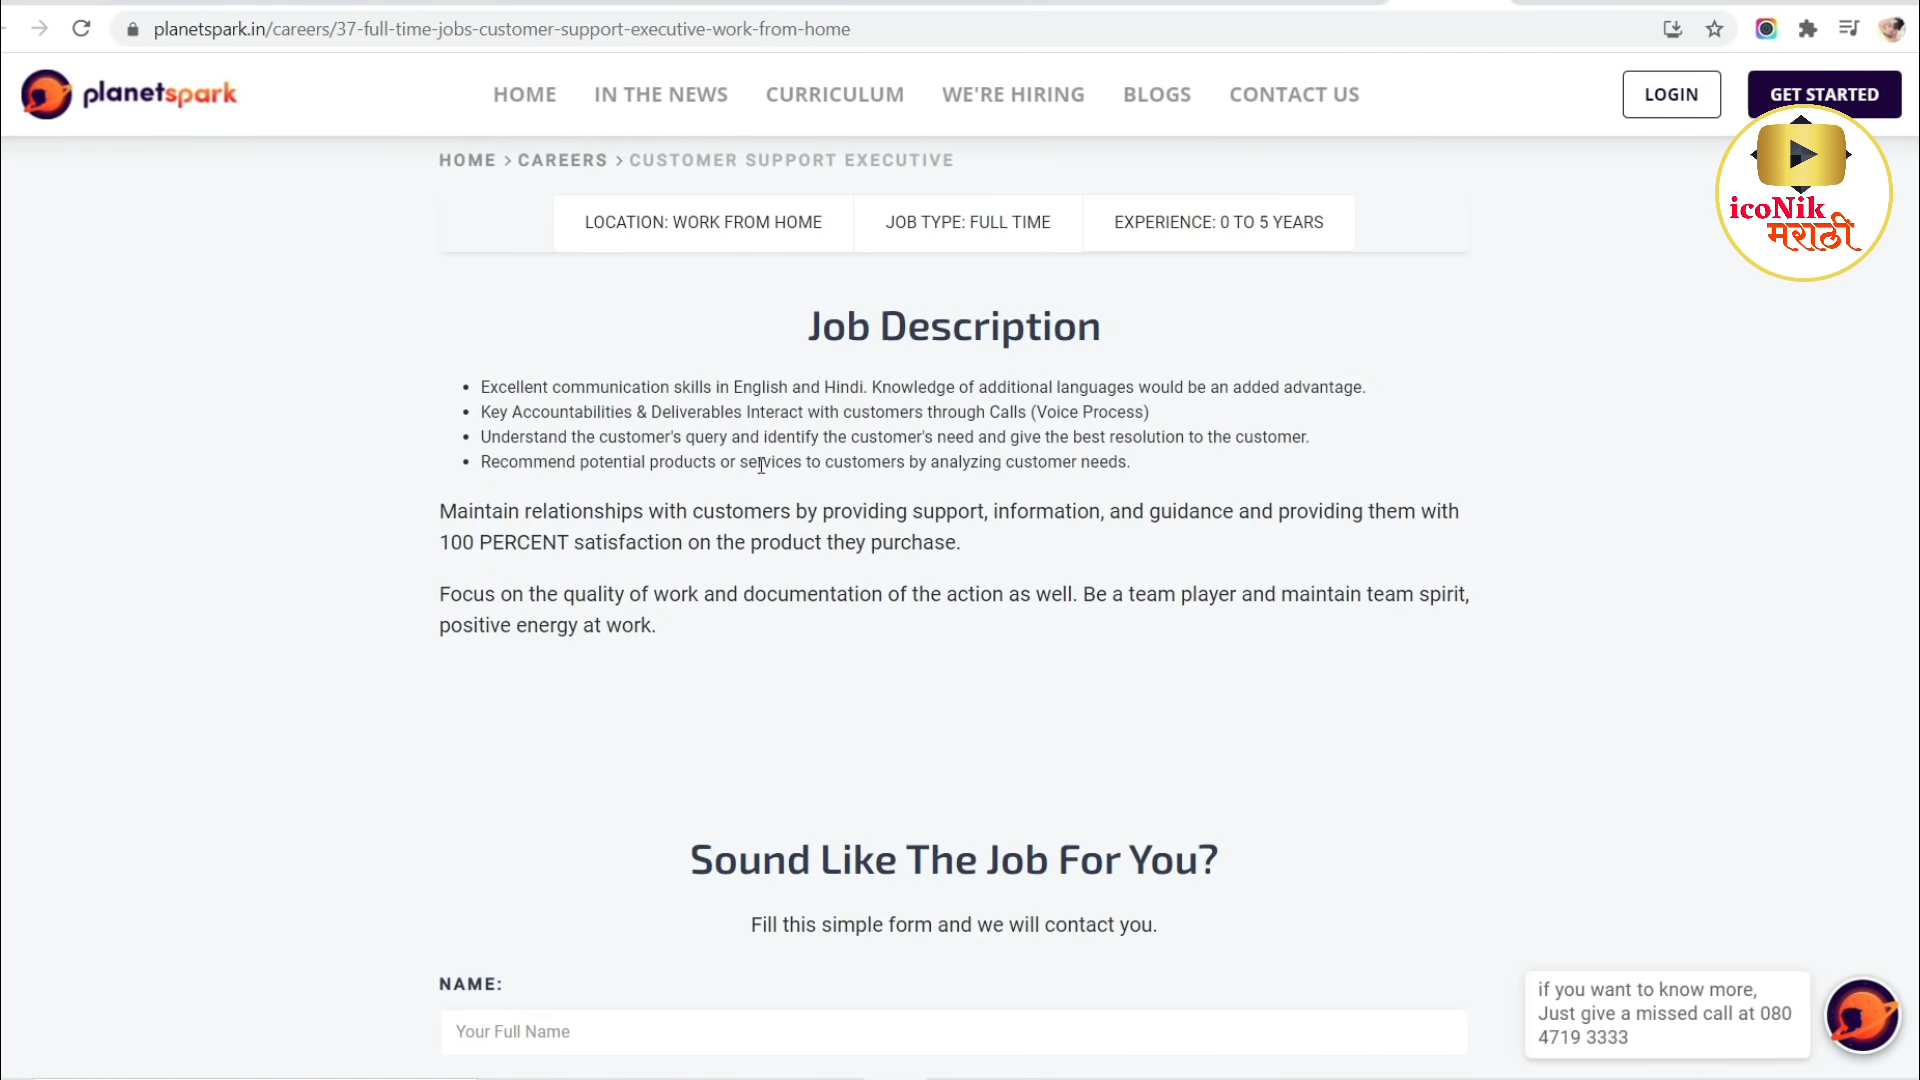 planetspark.in/careers/37-full-time-jobs-customer-support-executive-work-from-home
planetspark
HOME
IN THE NEWS
CURRICULUM
WE'RE HIRING
BLOGS
CONTACT US
LOGIN
GET STARTED
icoNik
मराठी
HOME > CAREERS > CUSTOMER SUPPORT EXECUTIVE
LOCATION: WORK FROM HOME
JOB TYPE: FULL TIME
EXPERIENCE: 0 TO 5 YEARS
Job Description
• Excellent communication skills in English and Hindi. Knowledge of additional languages would be an added advantage.
• Key Accountabilities & Deliverables Interact with customers through Calls (Voice Process)
• Understand the customer's query and identify the customer's need and give the best resolution to the customer.
• Recommend potential products or services to customers by analyzing customer needs.
Maintain relationships with customers by providing support, information, and guidance and providing them with
100 PERCENT satisfaction on the product they purchase.
Focus on the quality of work and documentation of the action as well. Be a team player and maintain team spirit,
positive energy at work.
Sound Like The Job For You?
Fill this simple form and we will contact you.
NAME:
Your Full Name
if you want to know more,
Just give a missed call at 080
4719 3333